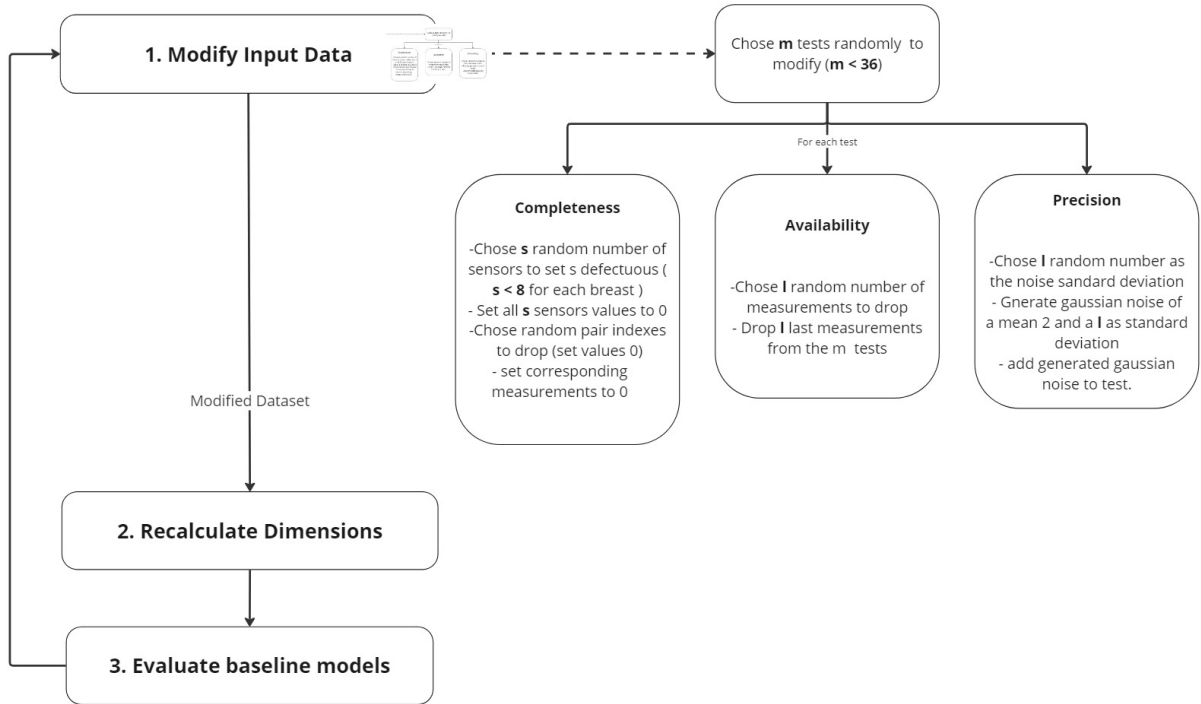 1. Modify Input Data
Chose m tests randomly to
modify (m < 36)
For each test
Completeness
-Chose s random number of
sensors to set s defectuous (
s < 8 for each breast )
- Set all s sensors values to 0
-Chose random pair indexes
to drop (set values 0)
- set corresponding
measurements to 0
Availability
-Chose l random number of
measurements to drop
- Drop l last measurements
from the m tests
Precision
-Chose l random number as
the noise sandard deviation
- Gnerate gaussian noise of
a mean 2 and a l as standard
deviation
- add generated gaussian
noise to test.
Modified Dataset
2. Recalculate Dimensions
3. Evaluate baseline models